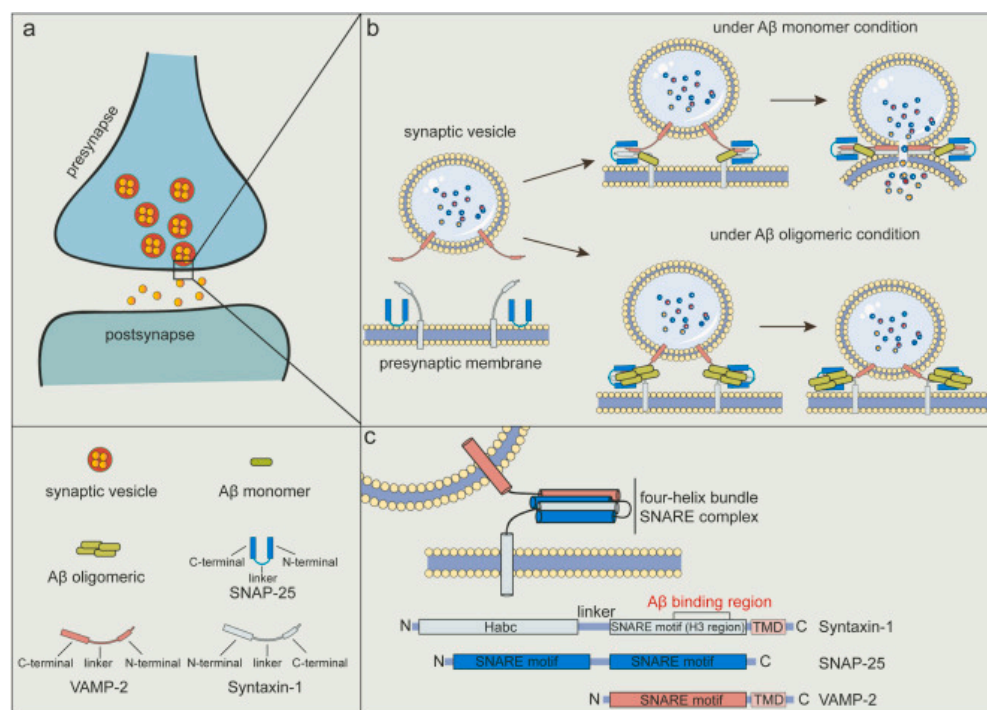 a
presynapse
postsynapse
b
under Aβ monomer condition
synaptic vesicle
under Aβ oligomeric condition
presynaptic membrane
synaptic vesicle
Aβ monomer
Aβ oligomeric
C-terminal
N-terminal
linker
SNAP-25
C-terminal
linker
N-terminal
VAMP-2
N-terminal
linker
C-terminal
Syntaxin-1
c
four-helix bundle
SNARE complex
Aβ binding region
linker
N
Habc
SNARE motif (H3 region)
TMD
C
Syntaxin-1
N
SNARE motif
SNARE motif
C
SNAP-25
N
SNARE motif
TMD
C
VAMP-2